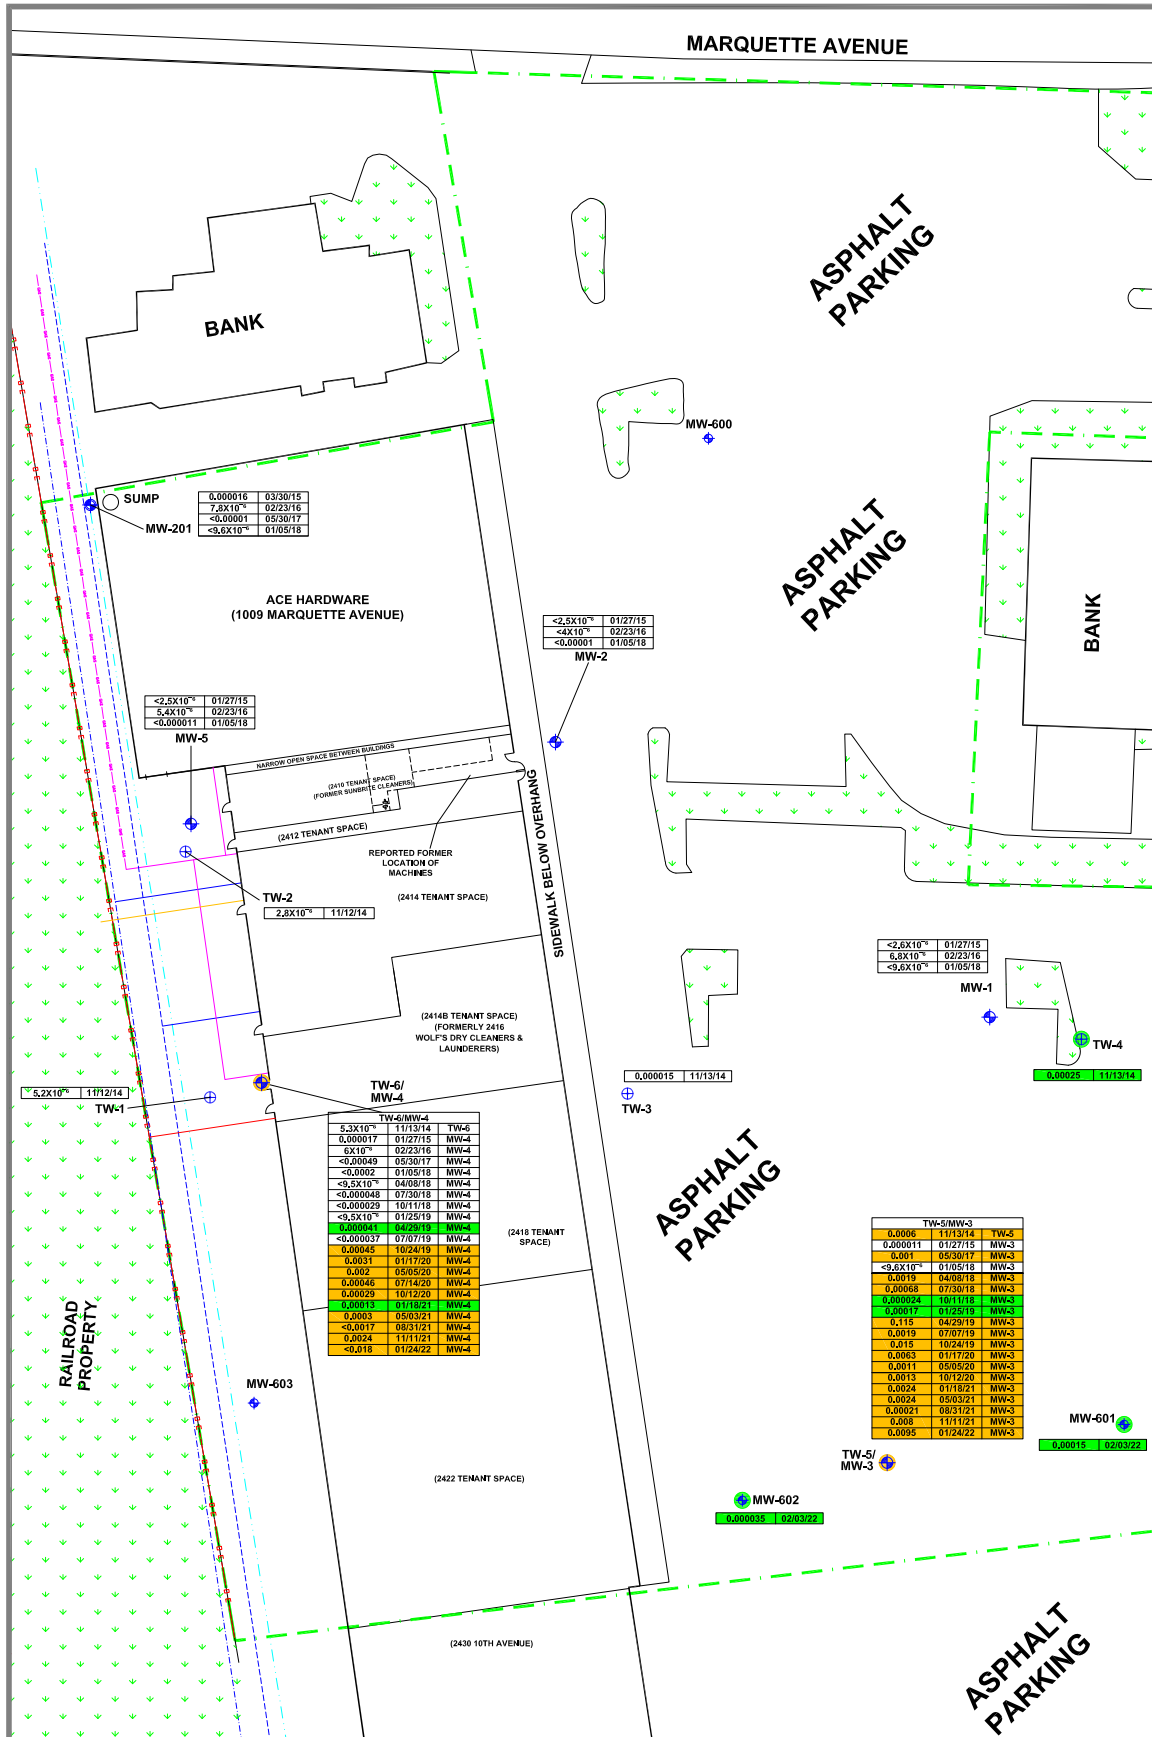 MARQUETTE AVENUE
ASPHALT
PARKING
BANK
MW-600
SUMP
MW-201
0.000016 03/30/15
7.8X10⁻⁶ 02/23/16
<0.00001 05/30/17
<9.6X10⁻⁶ 01/05/18
ASPHALT
PARKING
BANK
ACE HARDWARE
(1009 MARQUETTE AVENUE)
<2.5X10⁻⁶ 01/27/15
<4X10⁻⁶ 02/23/16
<0.00001 01/05/18
MW-2
<2.5X10⁻⁶ 01/27/15
5.4X10⁻⁶ 02/23/16
<0.000011 01/05/18
MW-5
NARROW OPEN SPACE BETWEEN BUILDINGS
(2410 TENANT SPACE)
(FORMER SUNBRITE CLEANERS)
(2412 TENANT SPACE)
REPORTED FORMER
LOCATION OF
MACHINES
SIDEWALK BELOW OVERHANG
TW-2
2.8X10⁻⁶ 11/12/14
(2414 TENANT SPACE)
<2.6X10⁻⁶ 01/27/15
6.8X10⁻⁶ 02/23/16
<9.6X10⁻⁶ 01/05/18
MW-1
(2414B TENANT SPACE)
(FORMERLY 2416
WOLF'S DRY CLEANERS &
LAUNDERERS)
TW-4
0.00025 11/13/14
0.000015 11/13/14
TW-3
5.2X10⁻⁶ 11/12/14
TW-1
TW-6/
MW-4
TW-6/MW-4
5.3X10⁻⁶ 11/13/14 TW-6
0.000017 01/27/15 MW-4
6X10⁻⁶ 02/23/16 MW-4
<0.00049 05/30/17 MW-4
<0.0002 01/05/18 MW-4
<9.5X10⁻⁶ 04/08/18 MW-4
<0.000048 07/30/18 MW-4
<0.000029 10/11/18 MW-4
<9.5X10⁻⁶ 01/25/19 MW-4
0.000041 04/29/19 MW-4
<0.000037 07/07/19 MW-4
0.00045 10/24/19 MW-4
0.0031 01/17/20 MW-4
0.002 05/05/20 MW-4
0.00046 07/14/20 MW-4
0.00029 10/12/20 MW-4
0.00013 01/18/21 MW-4
0.0003 05/03/21 MW-4
<0.0017 08/31/21 MW-4
0.0024 11/11/21 MW-4
<0.018 01/24/22 MW-4
ASPHALT
PARKING
(2418 TENANT
SPACE)
TW-5/MW-3
0.0006 11/13/14 TW-5
0.000011 01/27/15 MW-3
0.001 05/30/17 MW-3
<9.6X10⁻⁶ 01/05/18 MW-3
0.0019 04/08/18 MW-3
0.00068 07/30/18 MW-3
0.000024 10/11/18 MW-3
0.00017 01/25/19 MW-3
0.115 04/29/19 MW-3
0.0019 07/07/19 MW-3
0.015 10/24/19 MW-3
0.0063 01/17/20 MW-3
0.0011 05/05/20 MW-3
0.0013 10/12/20 MW-3
0.0024 01/18/21 MW-3
0.0024 05/03/21 MW-3
0.00021 08/31/21 MW-3
0.008 11/11/21 MW-3
0.0095 01/24/22 MW-3
RAILROAD
PROPERTY
MW-603
MW-601
0.00015 02/03/22
TW-5/
MW-3
(2422 TENANT SPACE)
MW-602
0.000035 02/03/22
(2430 10TH AVENUE)
ASPHALT
PARKING